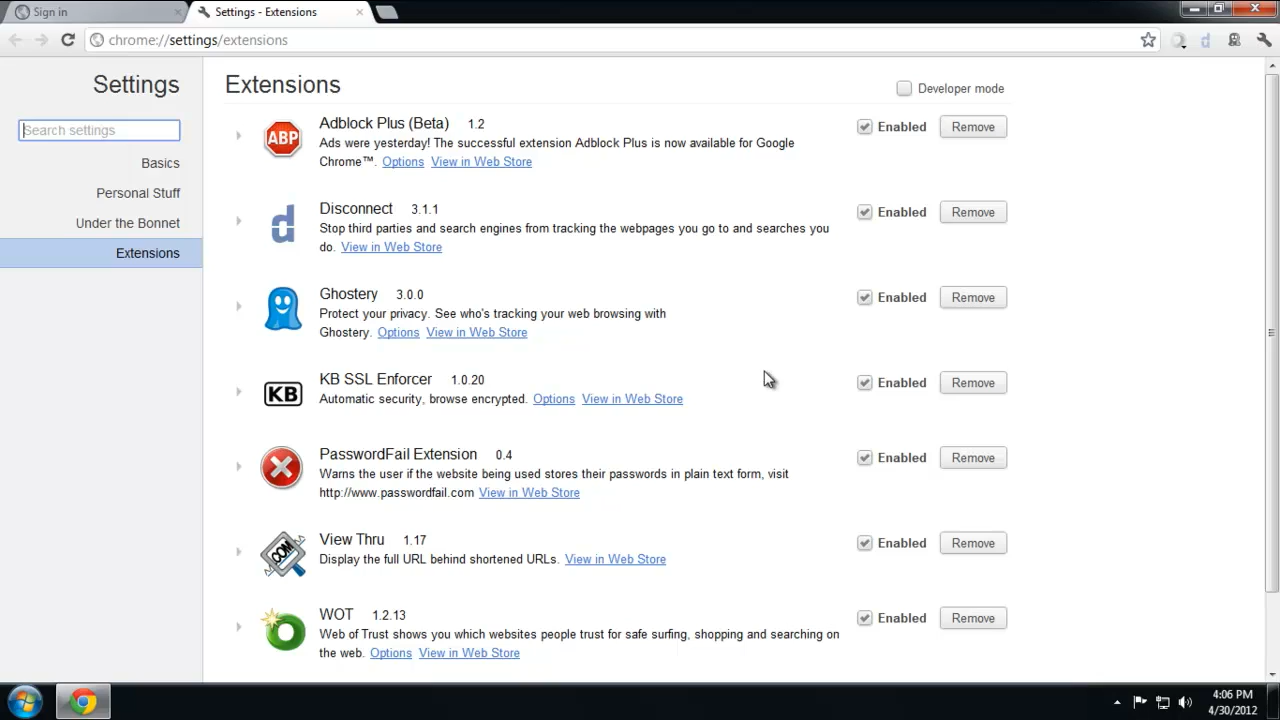 Sign in
Settings - Extensions
chrome://settings/extensions
d
Settings
Search settings
Basics
Personal Stuff
Under the Bonnet
Extensions
Extensions
Developer mode
ABP
Adblock Plus (Beta) 1.2
Ads were yesterday! The successful extension Adblock Plus is now available for Google
Chrome™. Options View in Web Store
Enabled Remove
d
Disconnect 3.1.1
Stop third parties and search engines from tracking the webpages you go to and searches you
do. View in Web Store
Enabled Remove
Ghostery 3.0.0
Protect your privacy. See who's tracking your web browsing with
Ghostery. Options View in Web Store
Enabled Remove
KB
KB SSL Enforcer 1.0.20
Automatic security, browse encrypted. Options View in Web Store
Enabled Remove
PasswordFail Extension 0.4
Warns the user if the website being used stores their passwords in plain text form, visit
http://www.passwordfail.com View in Web Store
Enabled Remove
COM
View Thru 1.17
Display the full URL behind shortened URLs. View in Web Store
Enabled Remove
WOT 1.2.13
Web of Trust shows you which websites people trust for safe surfing, shopping and searching on
the web. Options View in Web Store
Enabled Remove
4:06 PM
4/30/2012